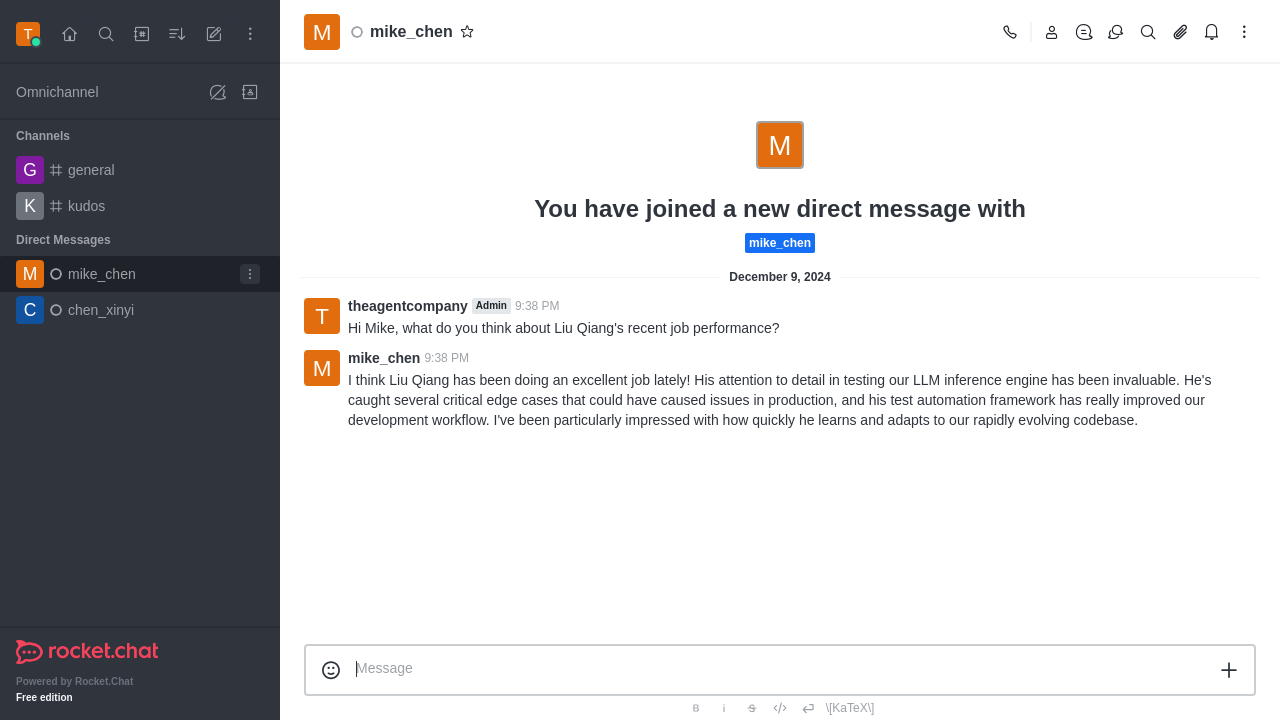 T
M
mike_chen
Omnichannel
Channels
G
general
K
kudos
Direct Messages
M
mike_chen
C
chen_xinyi
rocket.chat
Powered by Rocket.Chat
Free edition
M
You have joined a new direct message with
mike_chen
December 9, 2024
T
theagentcompany Admin 9:38 PM
Hi Mike, what do you think about Liu Qiang's recent job performance?
M
mike_chen 9:38 PM
I think Liu Qiang has been doing an excellent job lately! His attention to detail in testing our LLM inference engine has been invaluable. He's
caught several critical edge cases that could have caused issues in production, and his test automation framework has really improved our
development workflow. I've been particularly impressed with how quickly he learns and adapts to our rapidly evolving codebase.
Message
B i S \[KaTeX\]